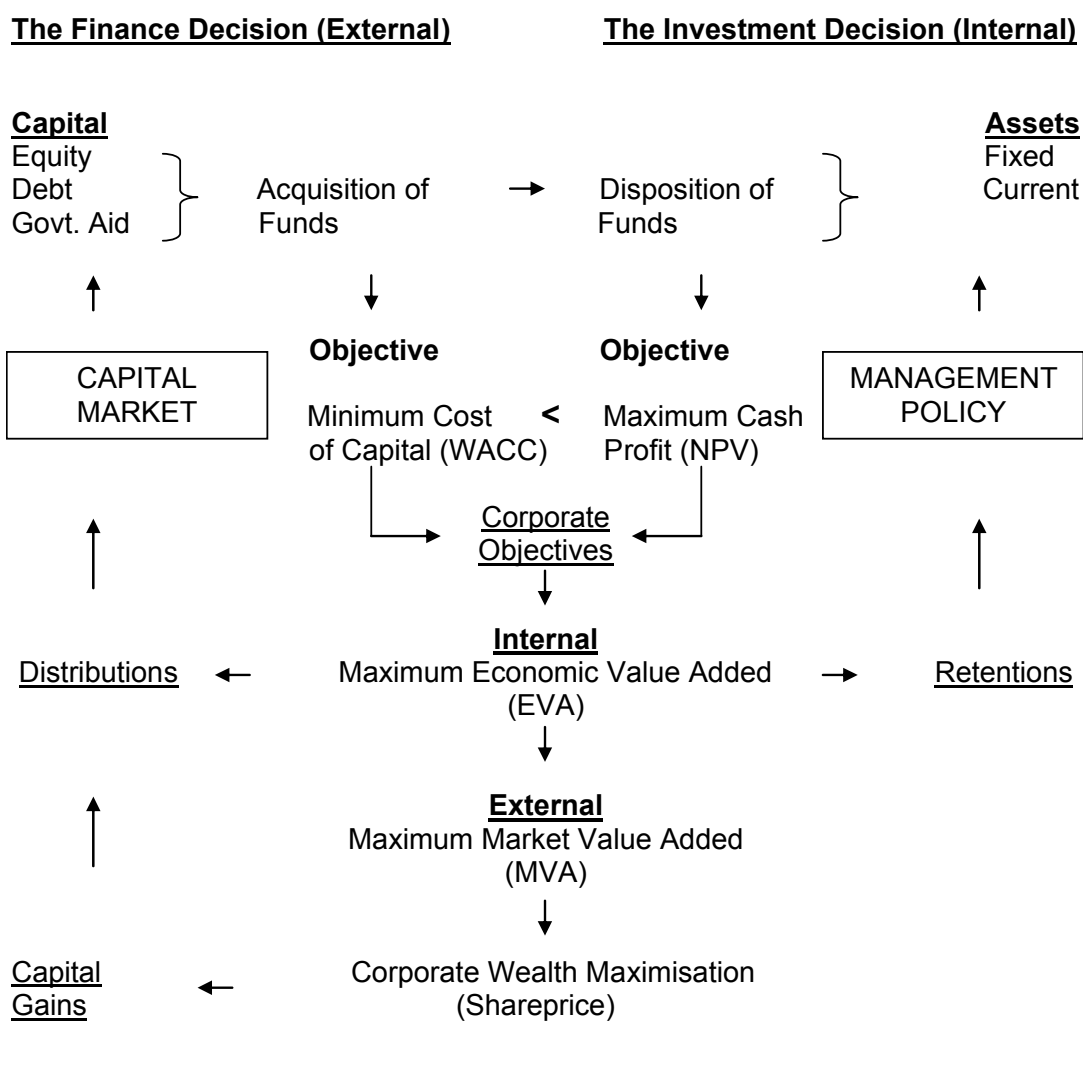 The Finance Decision (External)
The Investment Decision (Internal)
Capital
Equity
Debt
Govt. Aid
Acquisition of
Funds
→
Disposition of
Funds
Assets
Fixed
Current
CAPITAL
MARKET
Objective
Minimum Cost
of Capital (WACC)
<
Objective
Maximum Cash
Profit (NPV)
MANAGEMENT
POLICY
Corporate
Objectives
Distributions
Internal
Maximum Economic Value Added
(EVA)
Retentions
External
Maximum Market Value Added
(MVA)
Capital
Gains
Corporate Wealth Maximisation
(Shareprice)